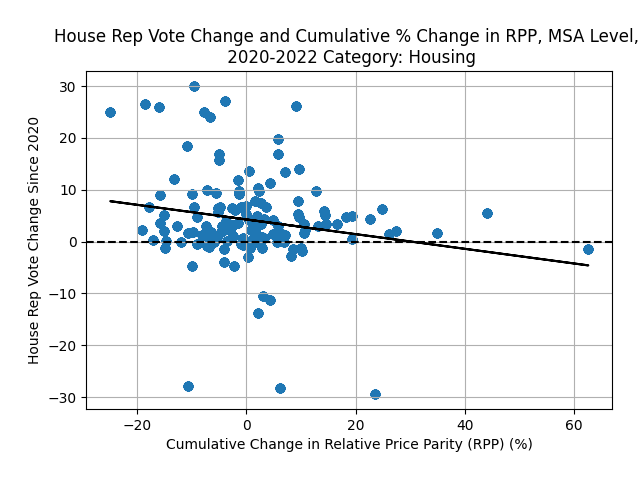 House Rep Vote Change and Cumulative % Change in RPP, MSA Level,
2020-2022 Category: Housing
30
20
10
0
−10
−20
−30
House Rep Vote Change Since 2020
−20 0 20 40 60
Cumulative Change in Relative Price Parity (RPP) (%)